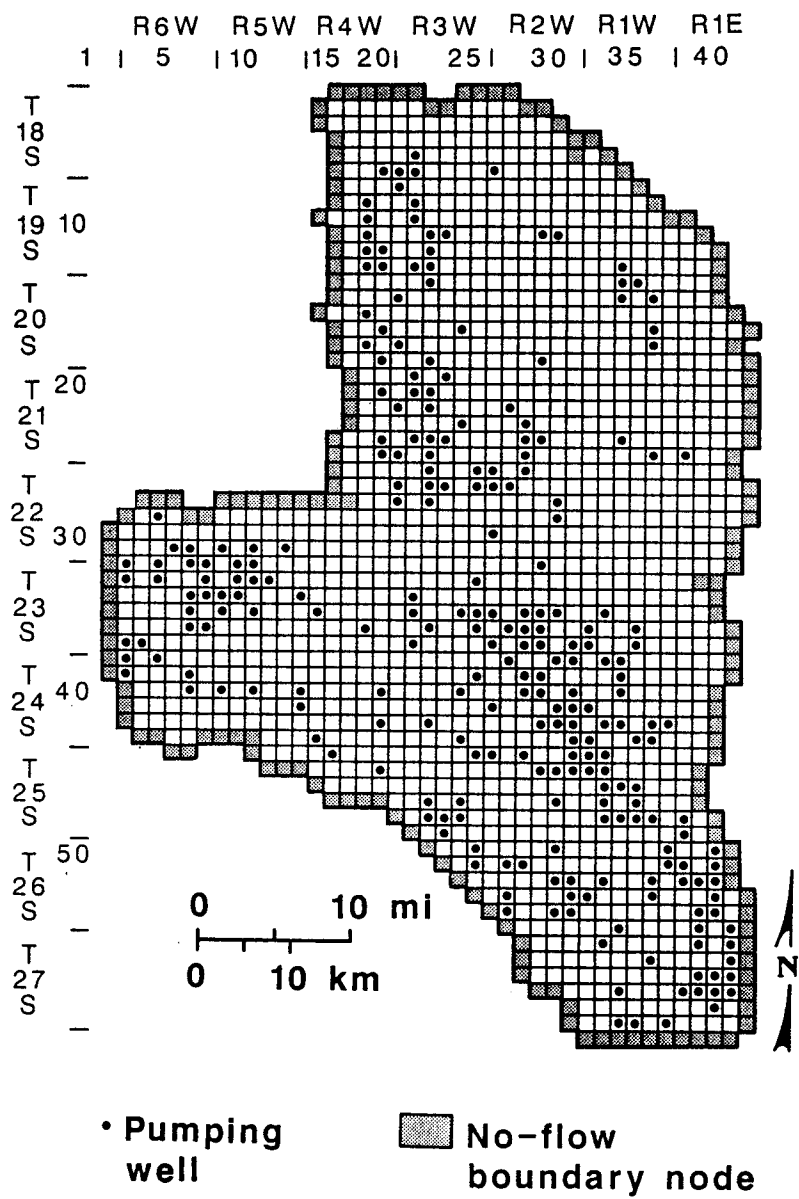 R6W R5W R4W R3W R2W R1W R1E
1 5 10 15 20 25 30 35 40
T
18
S
T
19 10
S
T
20
S
20
T
21
S
T
22
S 30
T
23
S
T 40
24
S
T
25
S
50
T
26
S
T
27
S
0 10 mi
0 10 km
N
Pumping
well
No-flow
boundary node